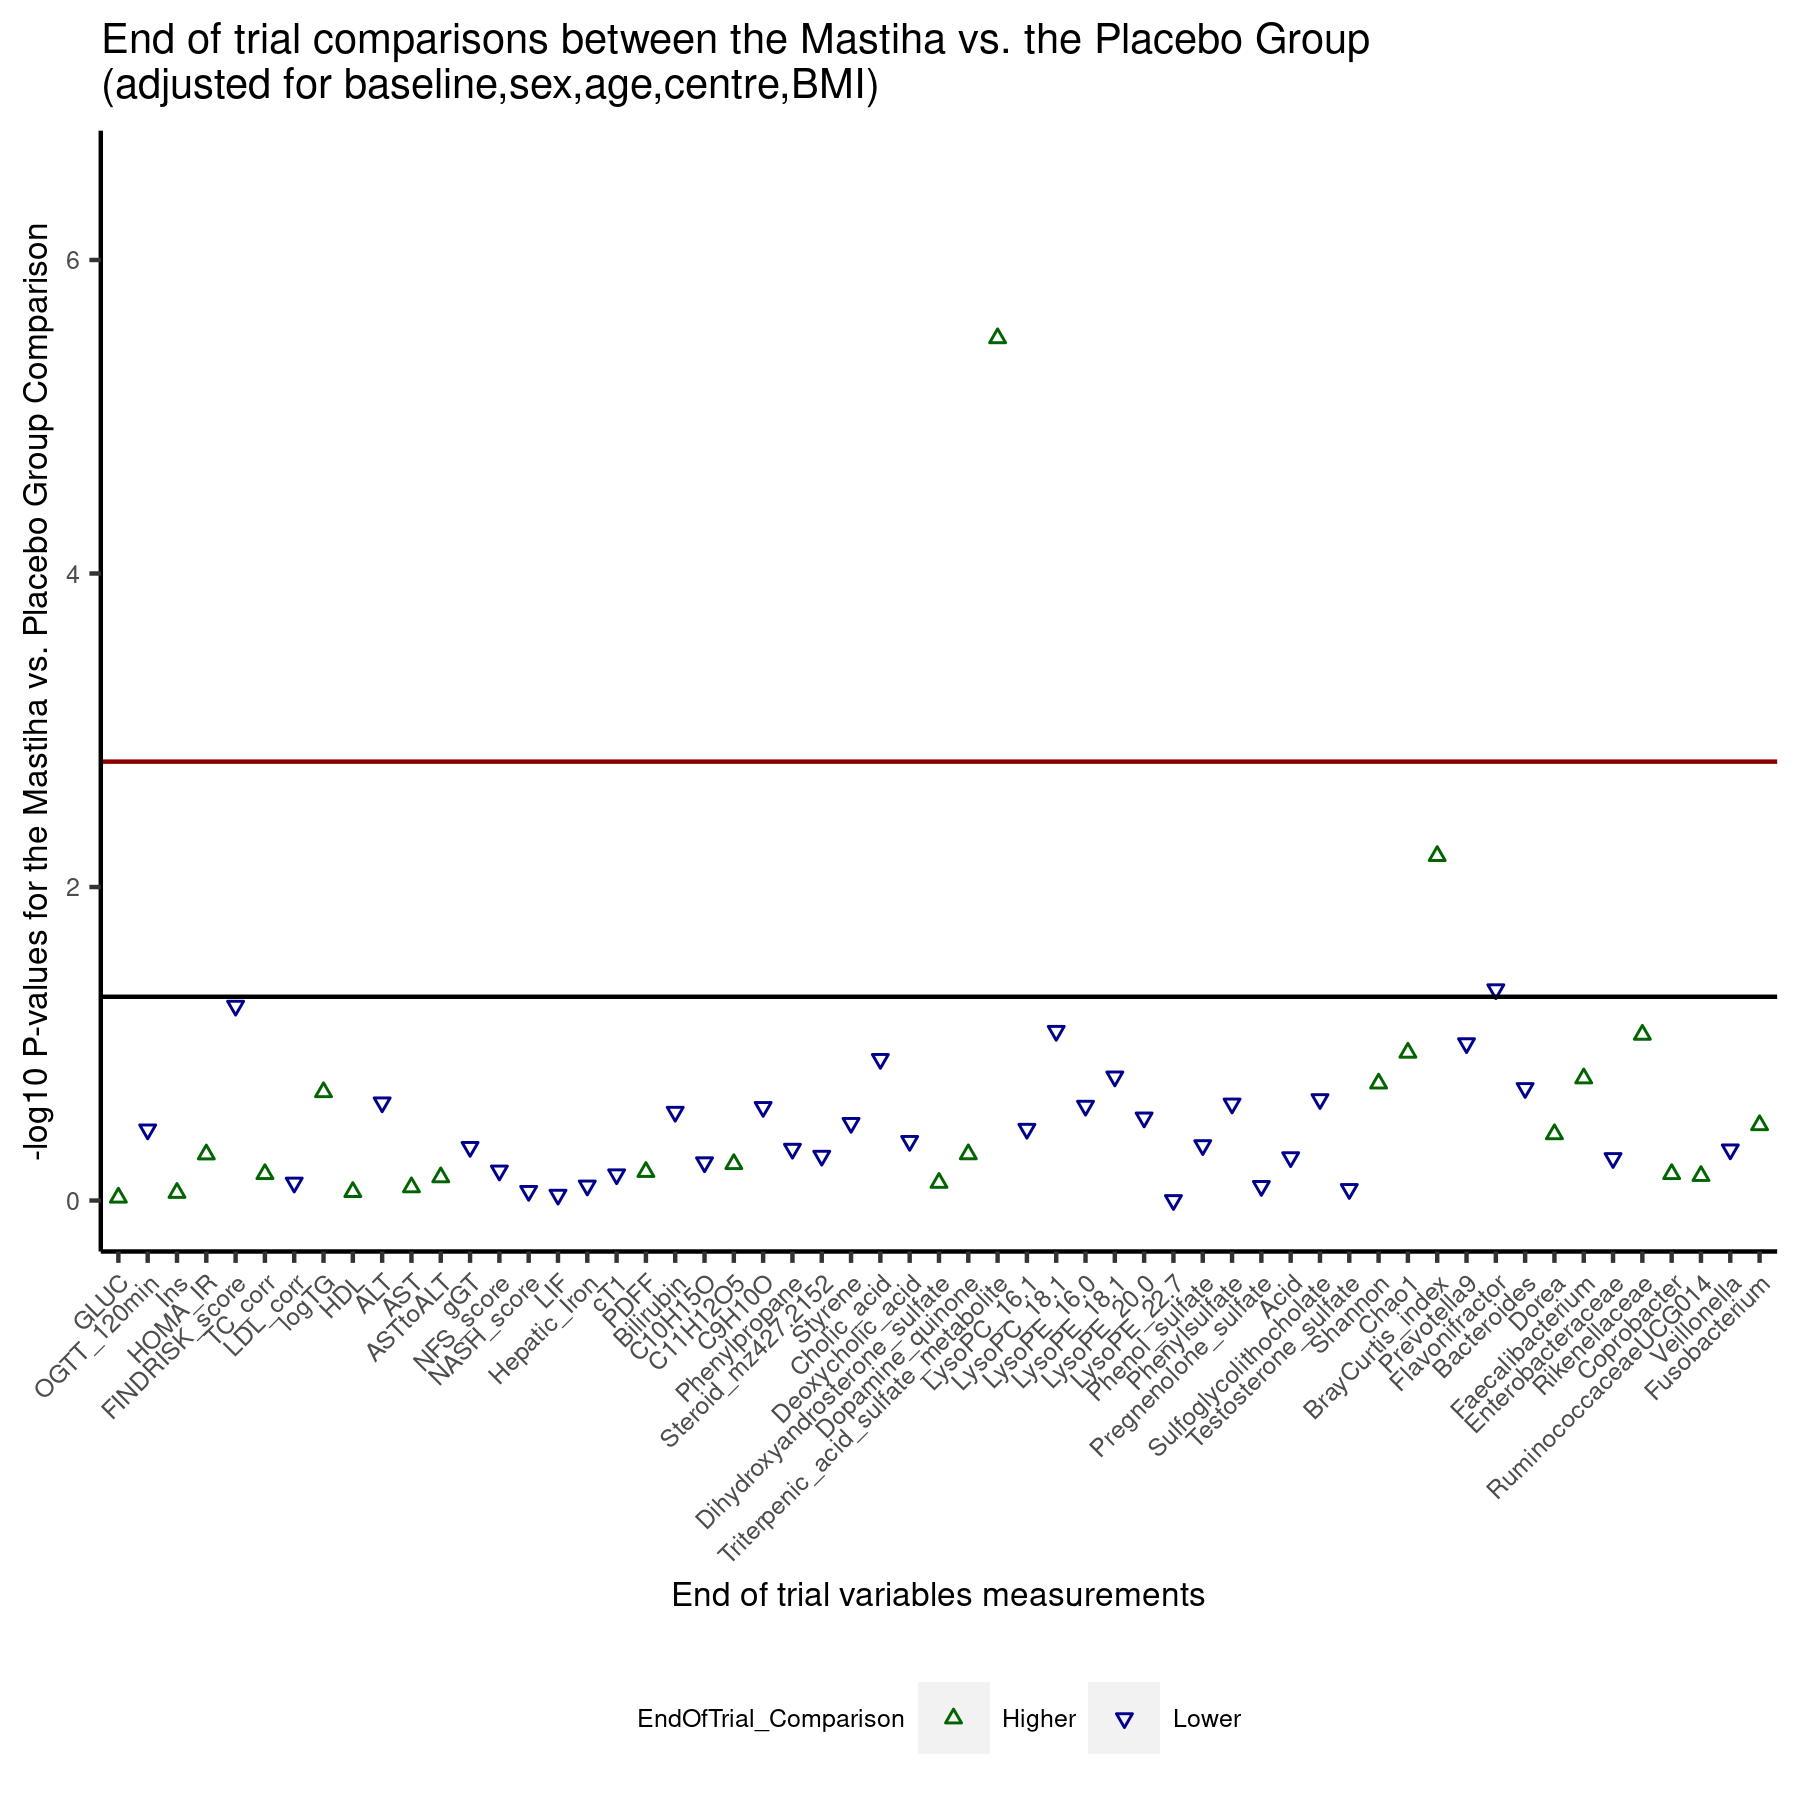 End of trial comparisons between the Mastiha vs. the Placebo Group
(adjusted for baseline,sex,age,centre,BMI)
-log10 P-values for the Mastiha vs. Placebo Group Comparison
6
4
2
0
GLUC
OGTT_120min
Ins
HOMA_IR
FINDRISK_score
TC_corr
LDL_corr
logTG
HDL
ALT
AST
ASTtoALT
gGT
NFS_score
NASH_score
LIF
Hepatic_Iron
cT1
PDFF
Bilirubin
C10H15O
C11H12O5
C9H10O
Phenylpropane
Steroid_mz427.2152
Styrene
Cholic_acid
Deoxycholic_acid
Dihydroxyandrosterone_sulfate
Dopamine_quinone
Triterpenic_acid_sulfate_metabolite
LysoPC_16.1
LysoPC_18.1
LysoPE_16.0
LysoPE_18.1
LysoPE_20.0
LysoPE_22.7
Phenol_sulfate
Phenylsulfate
Pregnenolone_sulfate
Acid
Sulfoglycolithocholate
Testosterone_sulfate
Shannon
Chao1
BrayCurtis_index
Prevotella9
Flavonifractor
Bacteroides
Dorea
Faecalibacterium
Enterobacteraceae
Rikenellaceae
Coprobacter
RuminococcaceaeUCG014
Veillonella
Fusobacterium
End of trial variables measurements
EndOfTrial_Comparison
Higher
Lower